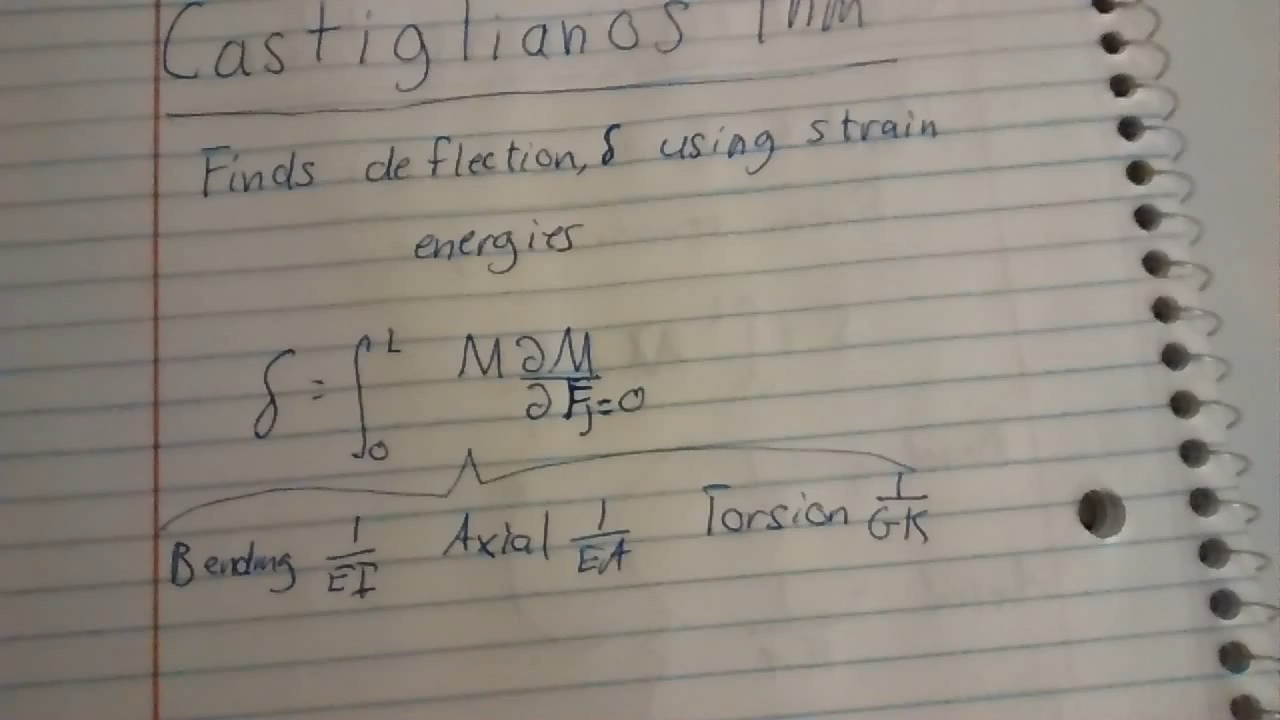 Castiglianos Thm
Finds deflection, δ using strain
energies
δ = ∫₀ᴸ M ∂M/∂Fⱼ=0
Bending 1/EI Axial 1/EA Torsion 1/GK